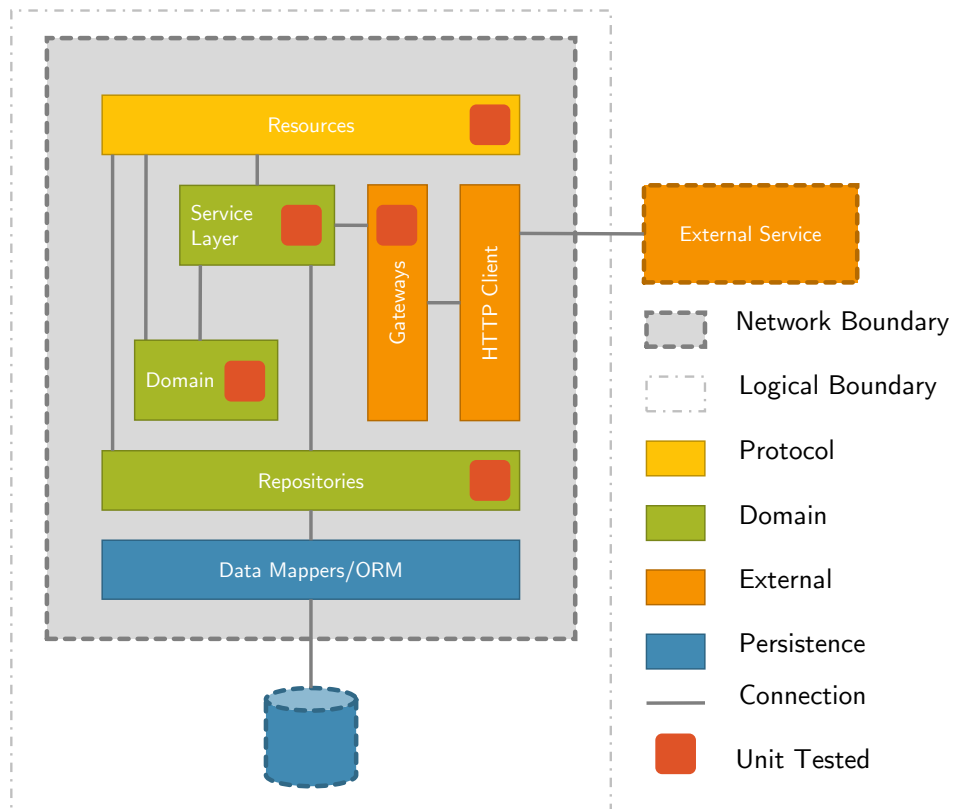 Resources
Service
Layer
Gateways
HTTP Client
External Service
Domain
Repositories
Data Mappers/ORM
Network Boundary
Logical Boundary
Protocol
Domain
External
Persistence
Connection
Unit Tested